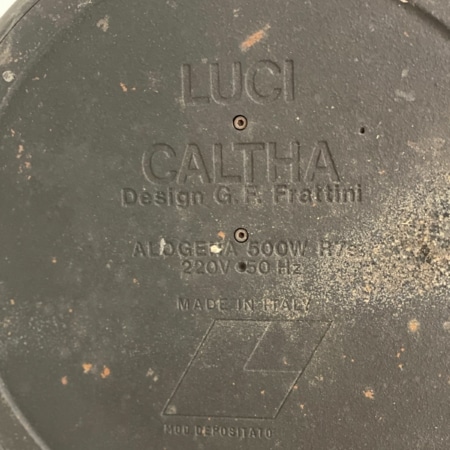 LUCI
CALTHA
Design G. F. Frattini
ALOGENA 500W R7s
220V 50 Hz
MADE IN ITALY
MOD DEPOSITATO